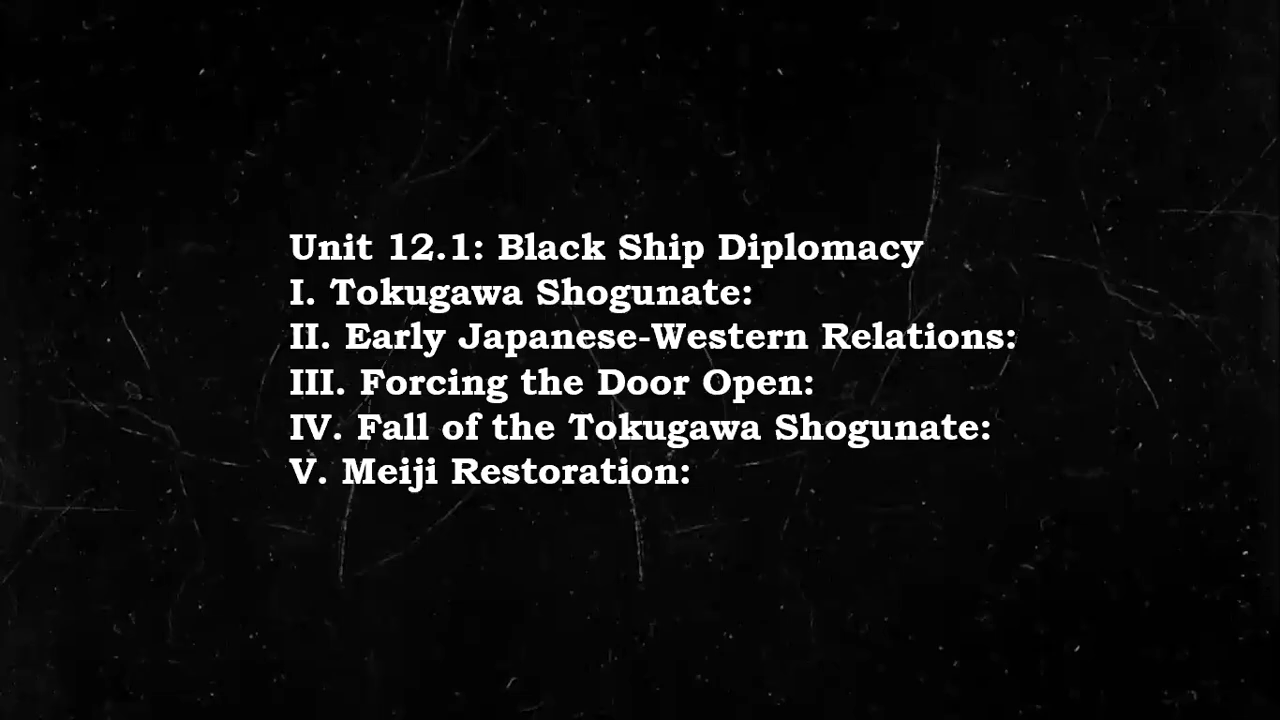 Unit 12.1: Black Ship Diplomacy
I. Tokugawa Shogunate:
II. Early Japanese-Western Relations:
III. Forcing the Door Open:
IV. Fall of the Tokugawa Shogunate:
V. Meiji Restoration: